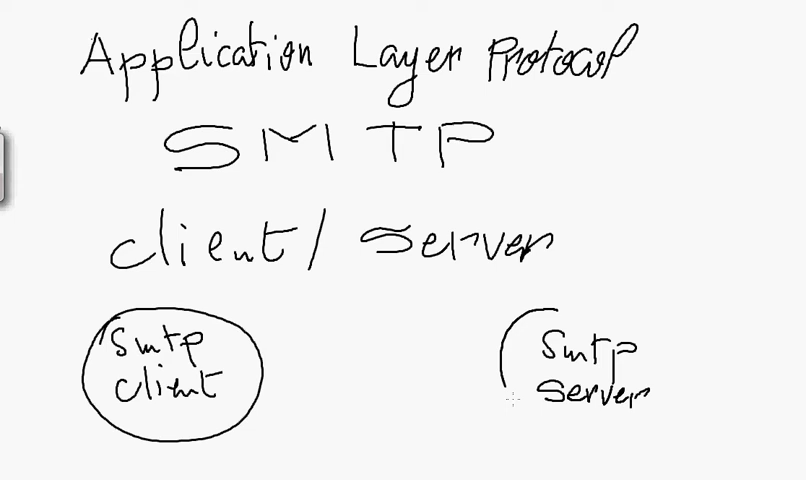 Application Layer Protocol
SMTP
client/server
smtp
client
Smtp
server